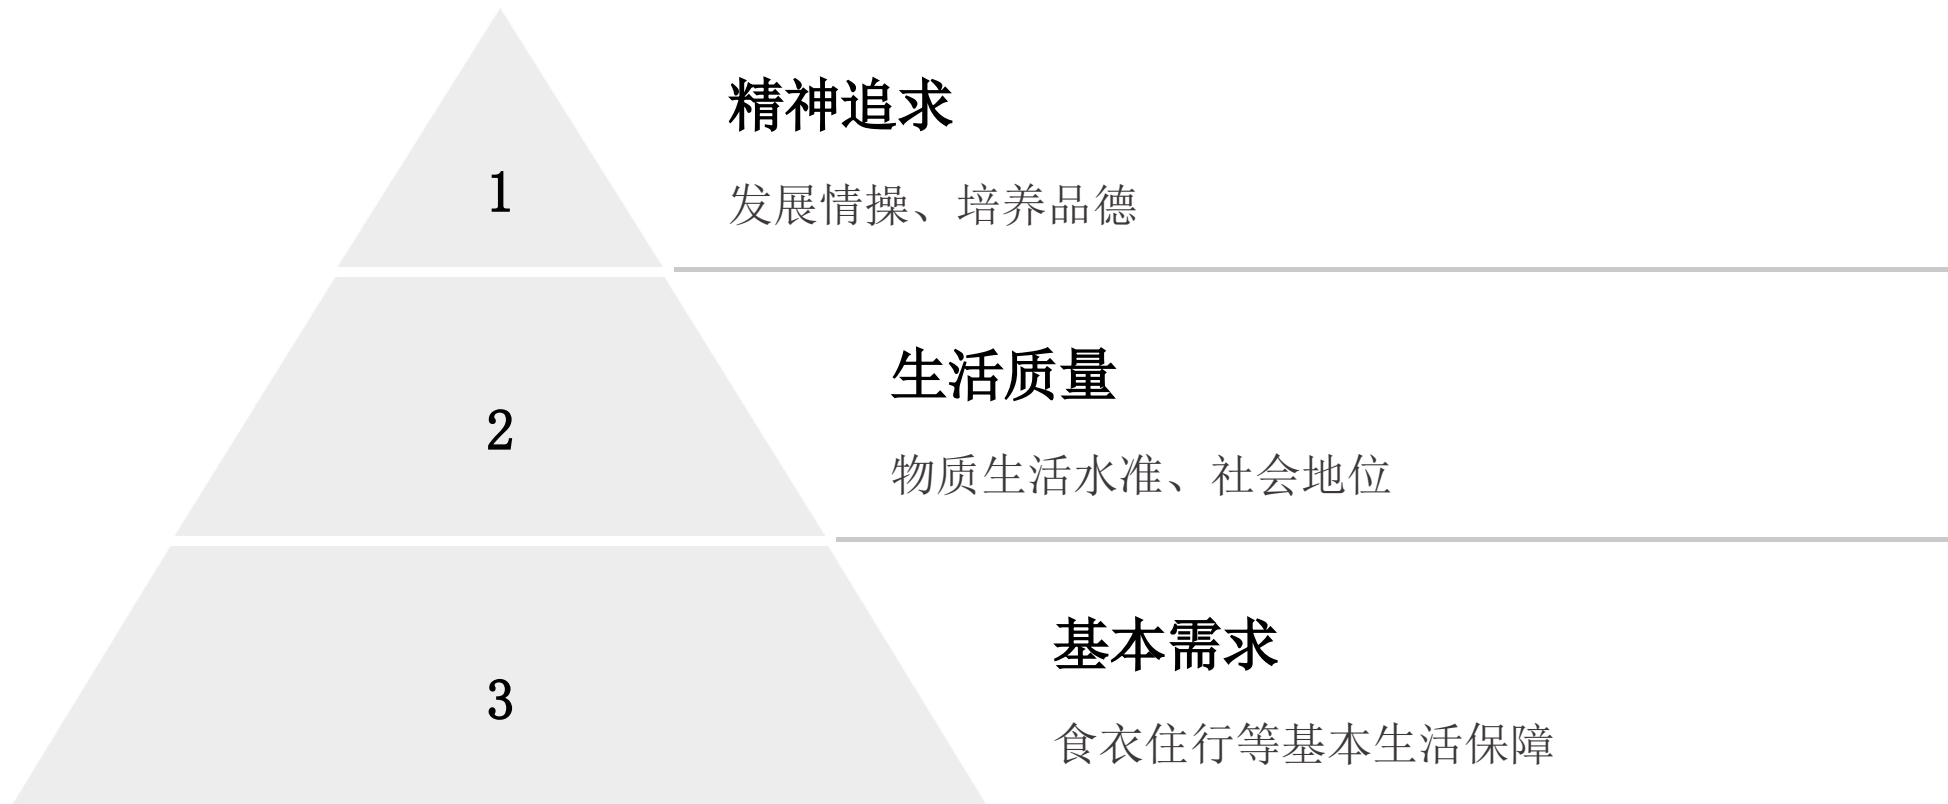 精神追求
1
发展情操、培养品德
生活质量
2
物质生活水准、社会地位
基本需求
3
食衣住行等基本生活保障